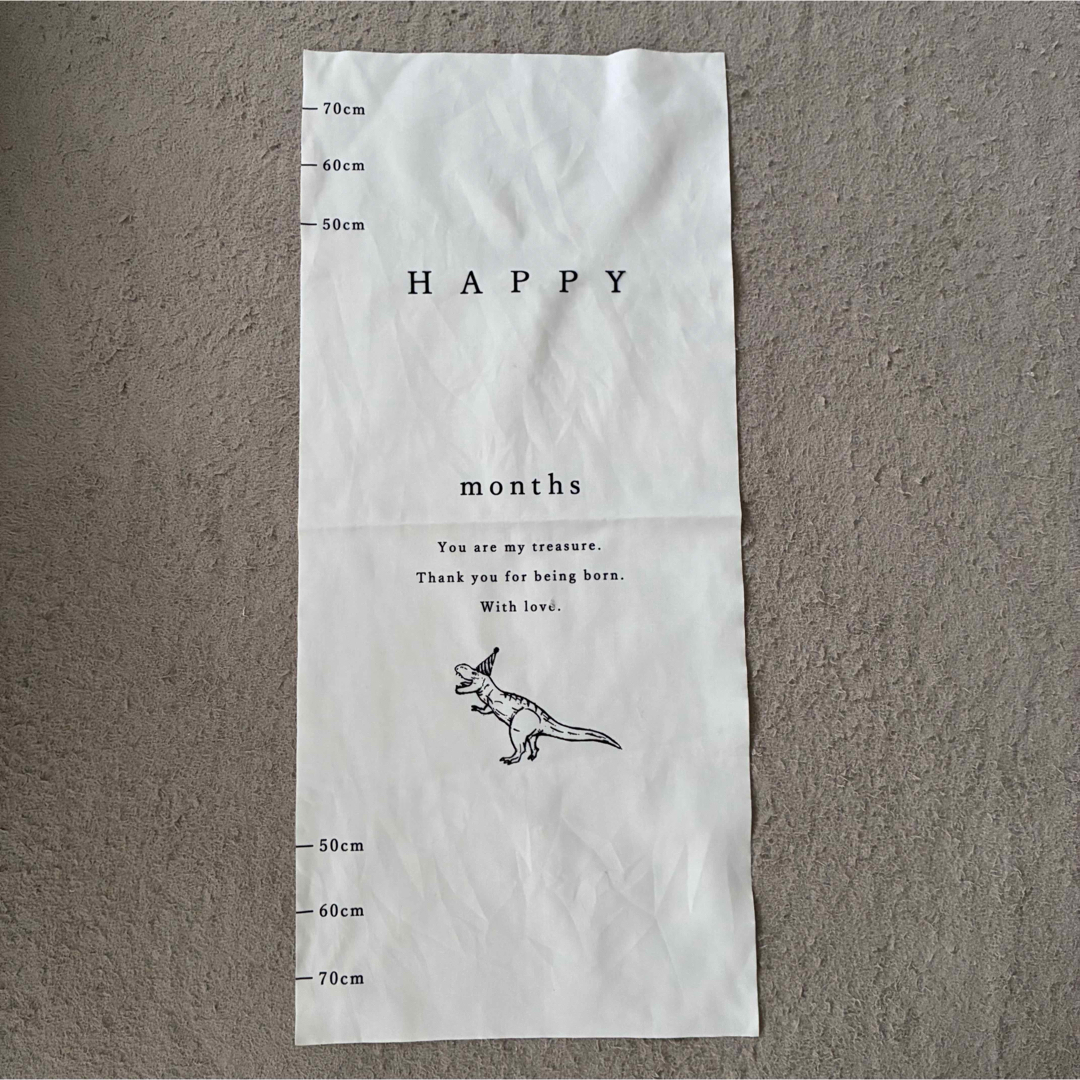 70cm
60cm
50cm
HAPPY
months
You are my treasure.
Thank you for being born.
With love.
50cm
60cm
70cm